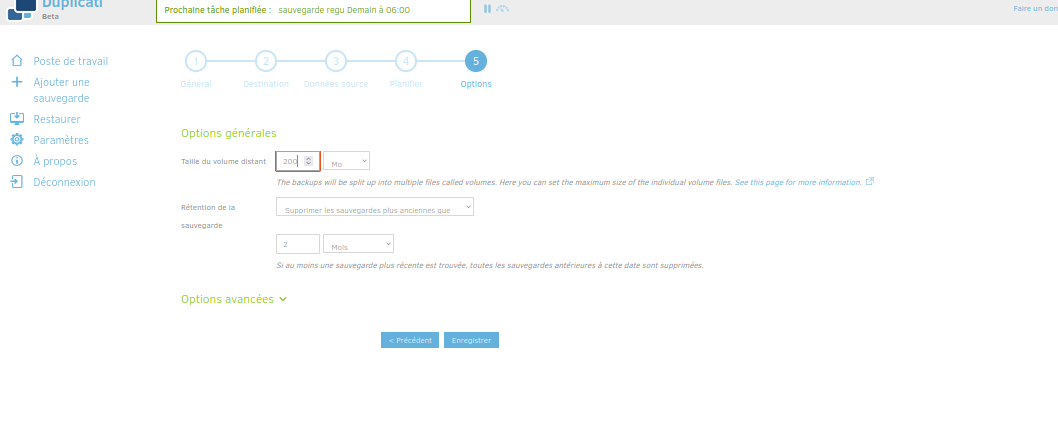 Duplicati
Beta
Prochaine tâche planifiée : sauvegarde regu Demain à 06:00
Faire un don
Poste de travail
Ajouter une
sauvegarde
Restaurer
Paramètres
À propos
Déconnexion
1 2 3 4 5
Général Destination Données source Planifier Options
Options générales
Taille du volume distant 200 Mo
The backups will be split up into multiple files called volumes. Here you can set the maximum size of the individual volume files. See this page for more information.
Rétention de la
sauvegarde
Supprimer les sauvegardes plus anciennes que
2 Mois
Si au moins une sauvegarde plus récente est trouvée, toutes les sauvegardes antérieures à cette date sont supprimées.
Options avancées
< Précédent Enregistrer